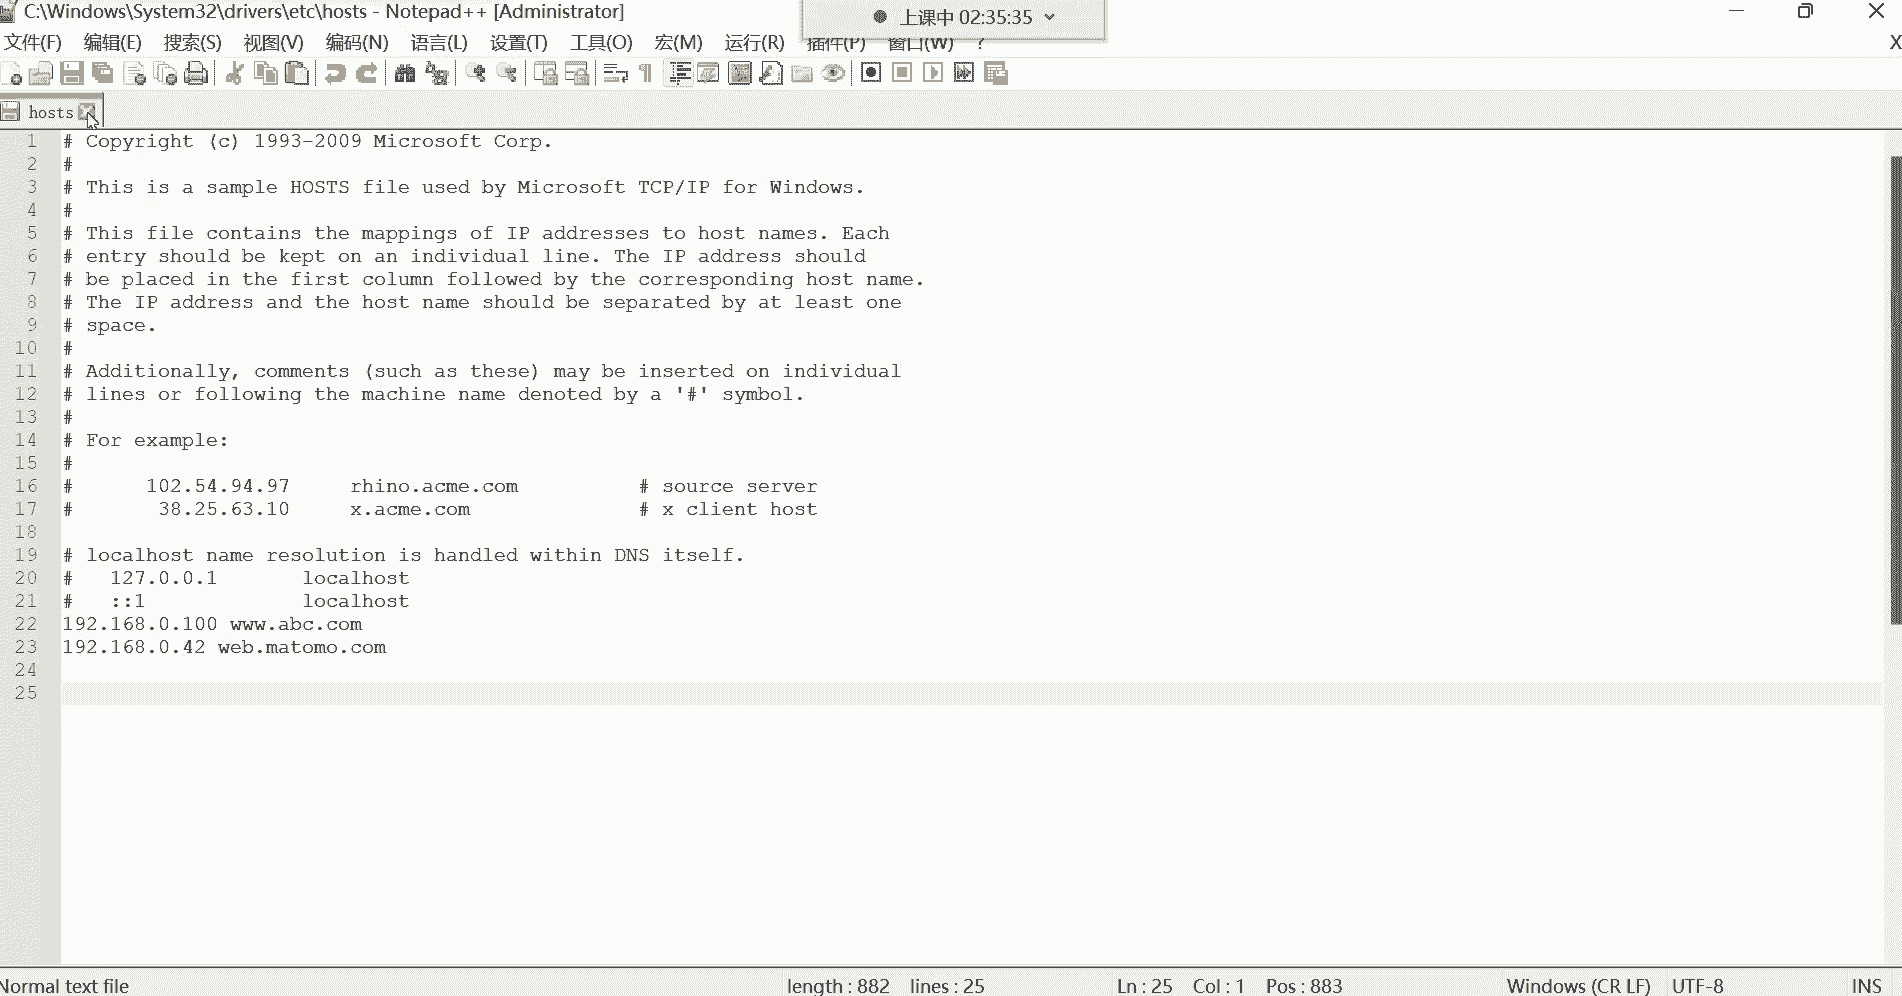 C:\Windows\System32\drivers\etc\hosts - Notepad++ [Administrator]
上课中 02:35:35
文件(F) 编辑(E) 搜索(S) 视图(V) 编码(N) 语言(L) 设置(T) 工具(O) 宏(M) 运行(R) 插件(P) 窗口(W) ?
X
hosts
1 # Copyright (c) 1993-2009 Microsoft Corp.
2 #
3 # This is a sample HOSTS file used by Microsoft TCP/IP for Windows.
4 #
5 # This file contains the mappings of IP addresses to host names. Each
6 # entry should be kept on an individual line. The IP address should
7 # be placed in the first column followed by the corresponding host name.
8 # The IP address and the host name should be separated by at least one
9 # space.
10 #
11 # Additionally, comments (such as these) may be inserted on individual
12 # lines or following the machine name denoted by a '#' symbol.
13 #
14 # For example:
15 #
16 #      102.54.94.97     rhino.acme.com          # source server
17 #       38.25.63.10     x.acme.com              # x client host
18
19 # localhost name resolution is handled within DNS itself.
20 #   127.0.0.1       localhost
21 #   ::1             localhost
22 192.168.0.100 www.abc.com
23 192.168.0.42 web.matomo.com
24
25
Normal text file length : 882 lines : 25 Ln : 25 Col : 1 Pos : 883 Windows (CR LF) UTF-8 INS